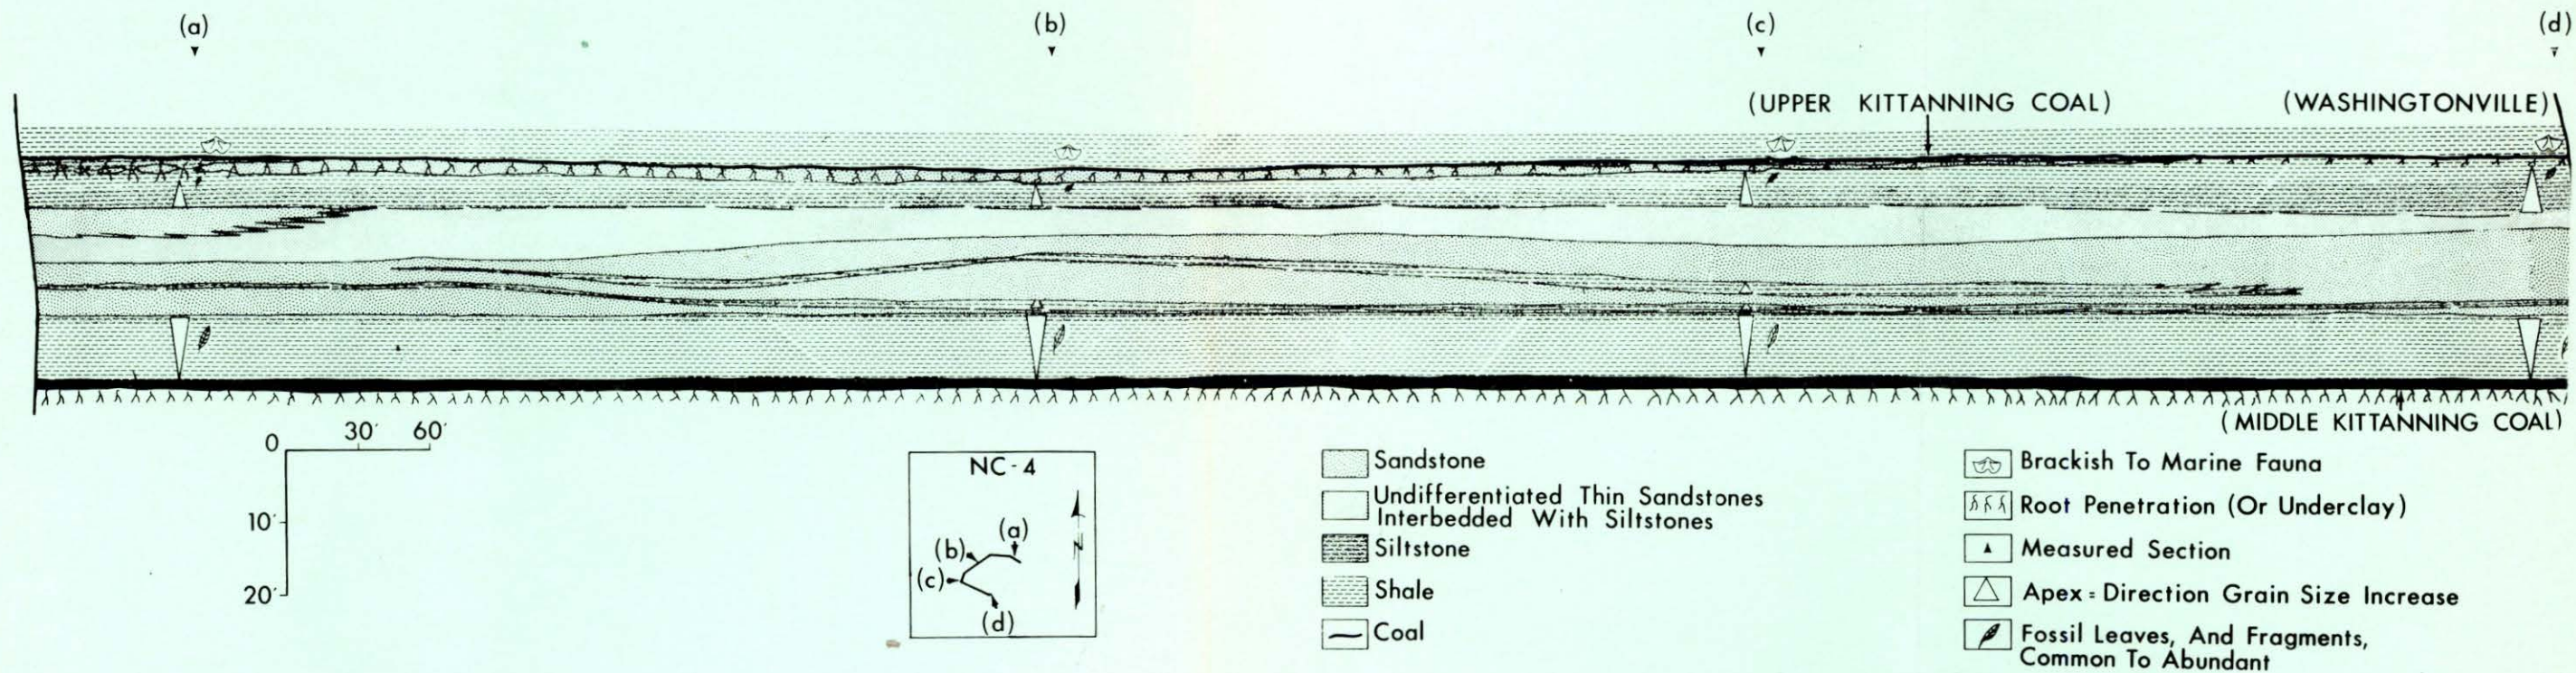 (a)
(b)
(c)
(d)
(UPPER KITTANNING COAL)
(WASHINGTONVILLE)
(MIDDLE KITTANNING COAL)
0
30'
60'
10'
20'
NC-4
(a)
(b)
(c)
(d)
N
Sandstone
Undifferentiated Thin Sandstones
Interbedded With Siltstones
Siltstone
Shale
Coal
Brackish To Marine Fauna
Root Penetration (Or Underclay)
Measured Section
Apex = Direction Grain Size Increase
Fossil Leaves, And Fragments,
Common To Abundant